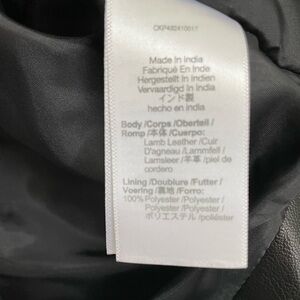 CKP482410017
Made In India
Fabriqué En Inde
Hergestellt in indien
Vervaardigd In India
インド製
hecho en indio
Body /Corps /Oberteil /
Romp /本体 /Cuerpo:
Lamb Leather / Cuir
D'agneau /Lammfell /
Lamsleer /羊革 /piel de
cordero
Lining /Doublure /Futter /
Voering /裏地 /Forro:
100% Polyester /Polyester /
Polyester /Polyester /
ポリエステル /poliéster